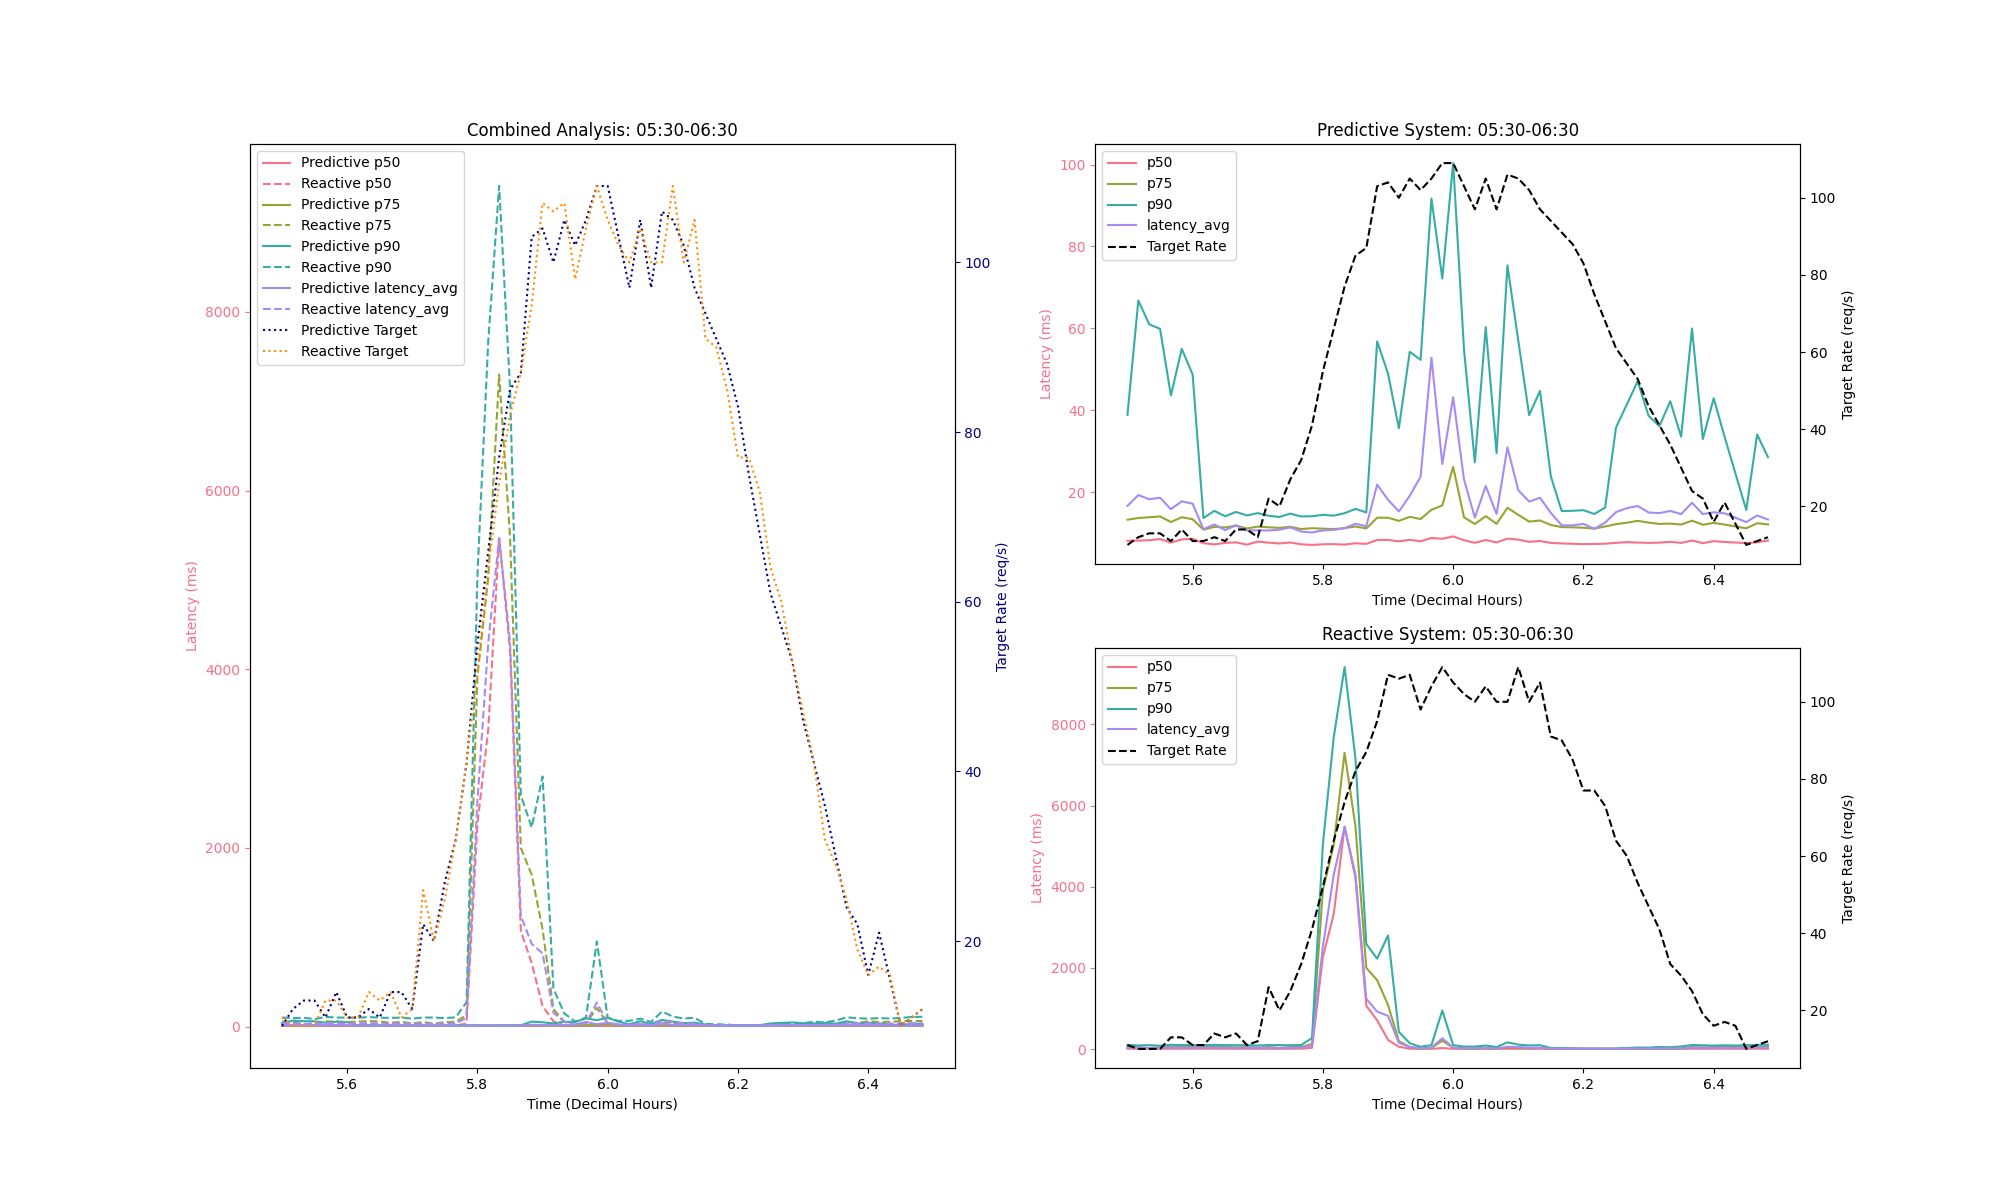 Combined Analysis: 05:30-06:30
Predictive p50
Reactive p50
Predictive p75
Reactive p75
Predictive p90
Reactive p90
Predictive latency_avg
Reactive latency_avg
Predictive Target
Reactive Target
8000
6000
4000
2000
0
Latency (ms)
100
80
60
40
20
Target Rate (req/s)
5.6 5.8 6.0 6.2 6.4
Time (Decimal Hours)
Predictive System: 05:30-06:30
p50
p75
p90
latency_avg
Target Rate
100
80
60
40
20
Latency (ms)
100
80
60
40
20
Target Rate (req/s)
5.6 5.8 6.0 6.2 6.4
Time (Decimal Hours)
Reactive System: 05:30-06:30
p50
p75
p90
latency_avg
Target Rate
8000
6000
4000
2000
0
Latency (ms)
100
80
60
40
20
Target Rate (req/s)
5.6 5.8 6.0 6.2 6.4
Time (Decimal Hours)